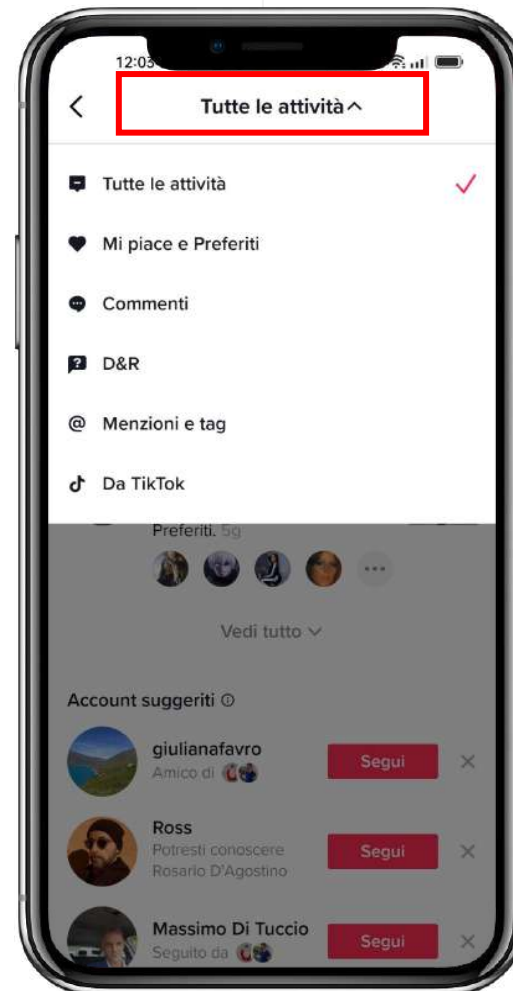 12:03
Tutte le attività
Tutte le attività
Mi piace e Preferiti
Commenti
D&R
@ Menzioni e tag
Da TikTok
Preferiti. 5g
Vedi tutto
Account suggeriti
giulianafavro
Amico di
Segui
Ross
Potresti conoscere
Rosario D'Agostino
Segui
Massimo Di Tuccio
Seguito da
Segui